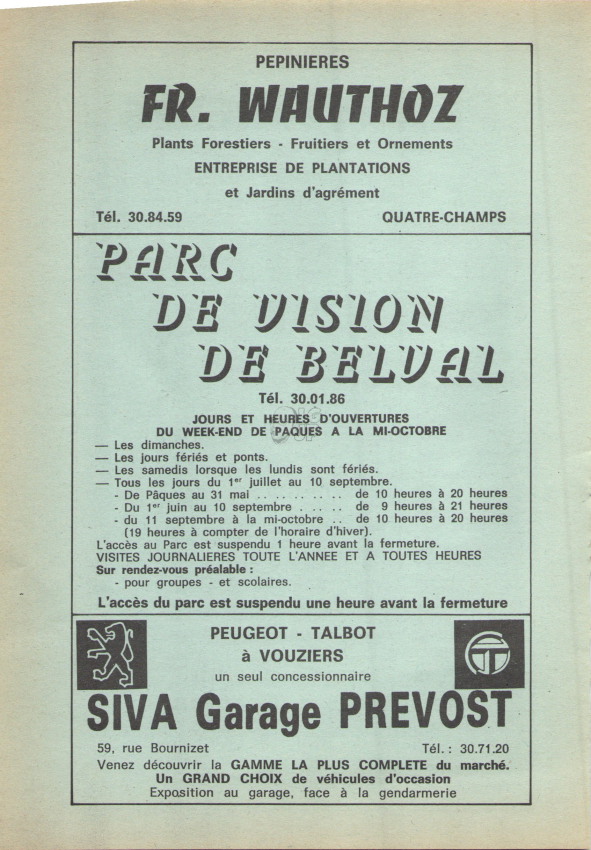 PEPINIERES
FR. WAUTHOZ
Plants Forestiers - Fruitiers et Ornements
ENTREPRISE DE PLANTATIONS
et Jardins d'agrément
Tél. 30.84.59 QUATRE-CHAMPS
PARC
DE VISION
DE BELVAL
Tél. 30.01.86
JOURS ET HEURES D'OUVERTURES
DU WEEK-END DE PAQUES A LA MI-OCTOBRE
— Les dimanches.
— Les jours fériés et ponts.
— Les samedis lorsque les lundis sont fériés.
— Tous les jours du 1er juillet au 10 septembre.
- De Pâques au 31 mai .. .. .. .. .. de 10 heures à 20 heures
- Du 1er juin au 10 septembre . .. .. de 9 heures à 21 heures
- du 11 septembre à la mi-octobre .. de 10 heures à 20 heures
(19 heures à compter de l'horaire d'hiver).
L'accès au Parc est suspendu 1 heure avant la fermeture.
VISITES JOURNALIERES TOUTE L'ANNEE ET A TOUTES HEURES
Sur rendez-vous préalable :
- pour groupes - et scolaires.
L'accès du parc est suspendu une heure avant la fermeture
PEUGEOT - TALBOT
à VOUZIERS
un seul concessionnaire
SIVA Garage PREVOST
59, rue Bournizet Tél. : 30.71.20
Venez découvrir la GAMME LA PLUS COMPLETE du marché.
Un GRAND CHOIX de véhicules d'occasion
Exposition au garage, face à la gendarmerie